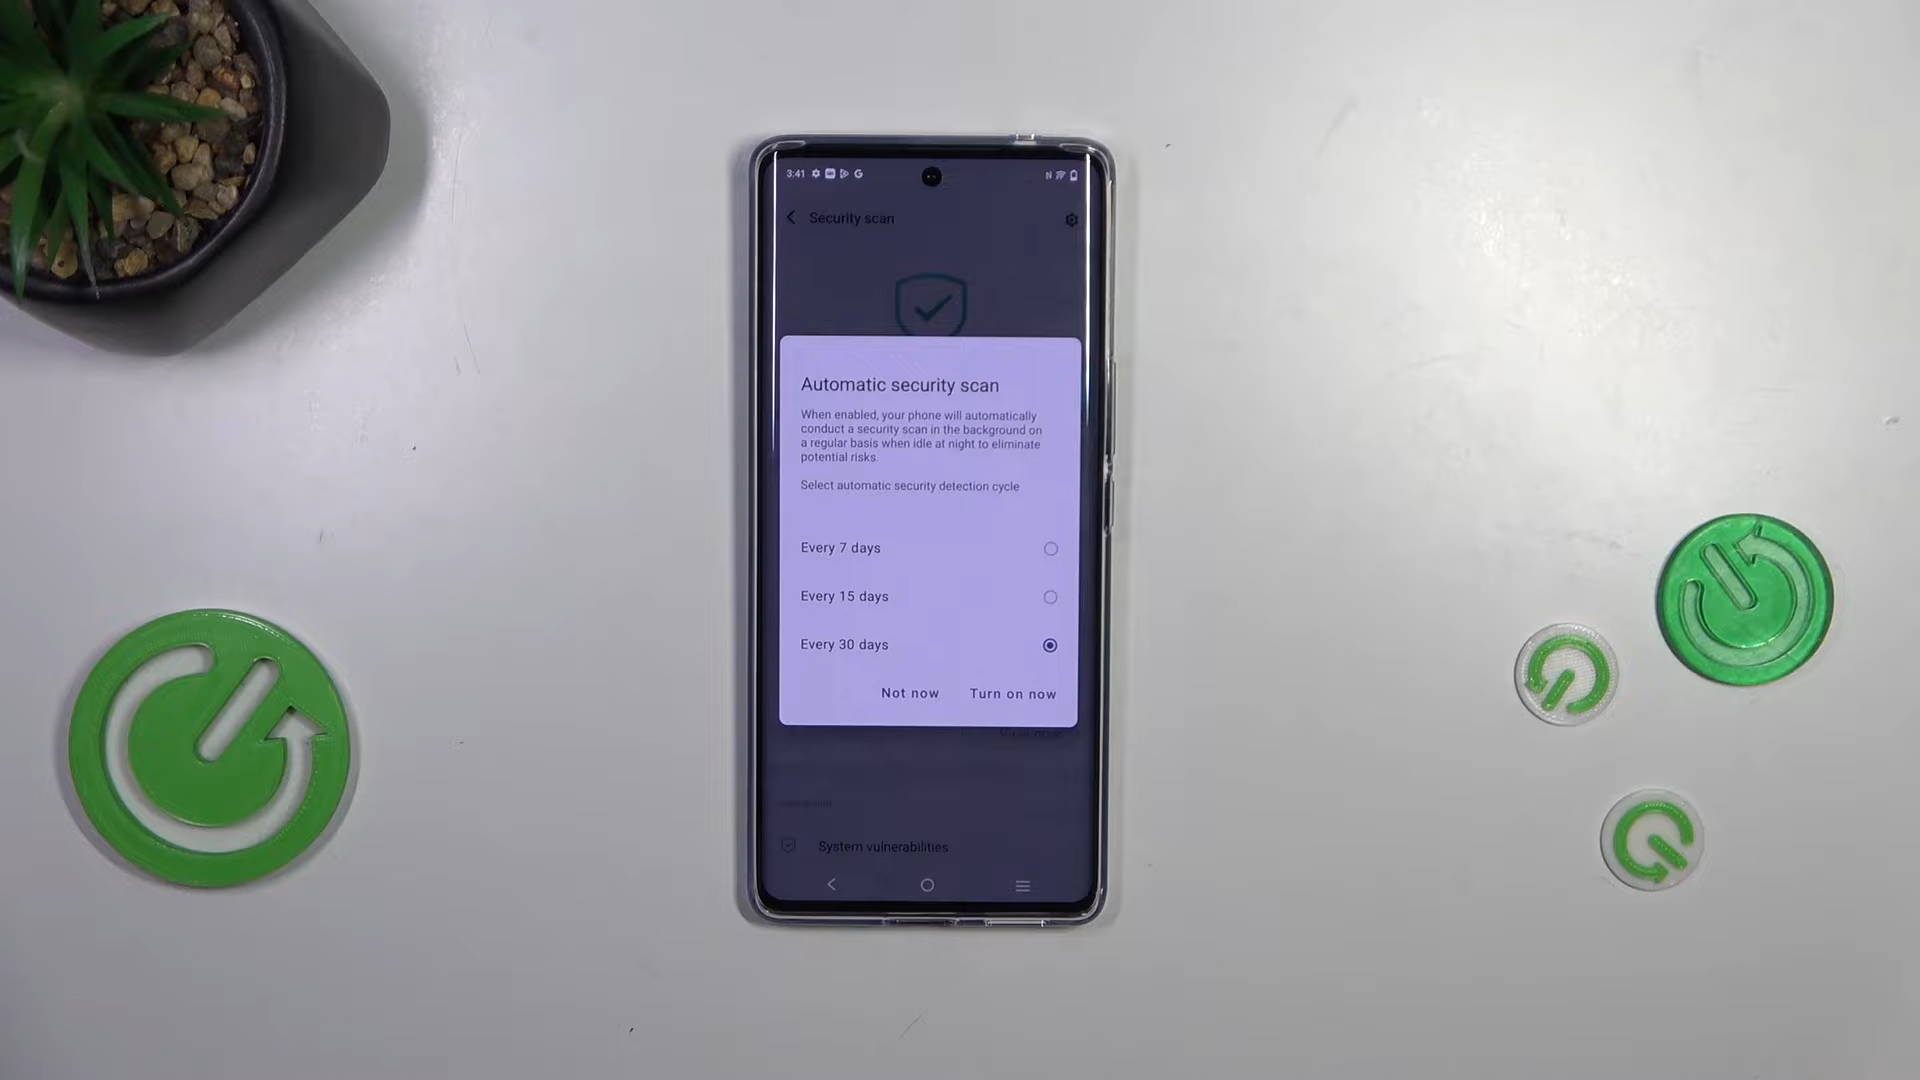 3:41
Security scan
Automatic security scan
When enabled, your phone will automatically
conduct a security scan in the background on
a regular basis when idle at night to eliminate
potential risks.
Select automatic security detection cycle
Every 7 days
Every 15 days
Every 30 days
Not now Turn on now
System vulnerabilities